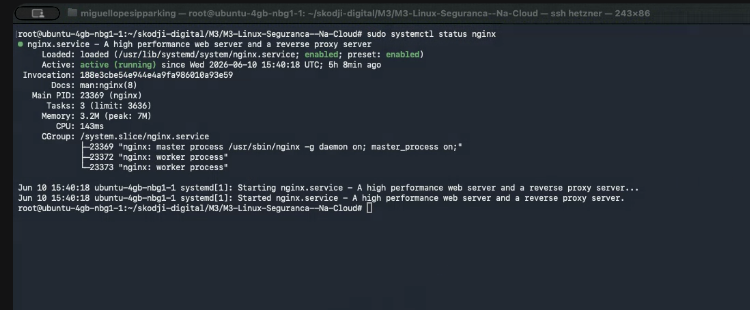 miguellopesipparking — root@ubuntu-4gb-nbg1-1: ~/skodji-digital/M3/M3-Linux-Seguranca--Na-Cloud — ssh hetzner — 243×86
root@ubuntu-4gb-nbg1-1:~/skodji-digital/M3/M3-Linux-Seguranca--Na-Cloud# sudo systemctl status nginx
● nginx.service - A high performance web server and a reverse proxy server
Loaded: loaded (/usr/lib/systemd/system/nginx.service; enabled; preset: enabled)
Active: active (running) since Wed 2026-06-10 15:40:18 UTC; 5h 8min ago
Invocation: 188e3cbe54e944e4a9fa986010a93e59
Docs: man:nginx(8)
Main PID: 23369 (nginx)
Tasks: 3 (limit: 3636)
Memory: 3.2M (peak: 7M)
CPU: 143ms
CGroup: /system.slice/nginx.service
├─23369 "nginx: master process /usr/sbin/nginx -g daemon on; master_process on;"
├─23372 "nginx: worker process"
└─23373 "nginx: worker process"
Jun 10 15:40:18 ubuntu-4gb-nbg1-1 systemd[1]: Starting nginx.service - A high performance web server and a reverse proxy server...
Jun 10 15:40:18 ubuntu-4gb-nbg1-1 systemd[1]: Started nginx.service - A high performance web server and a reverse proxy server.
root@ubuntu-4gb-nbg1-1:~/skodji-digital/M3/M3-Linux-Seguranca--Na-Cloud#